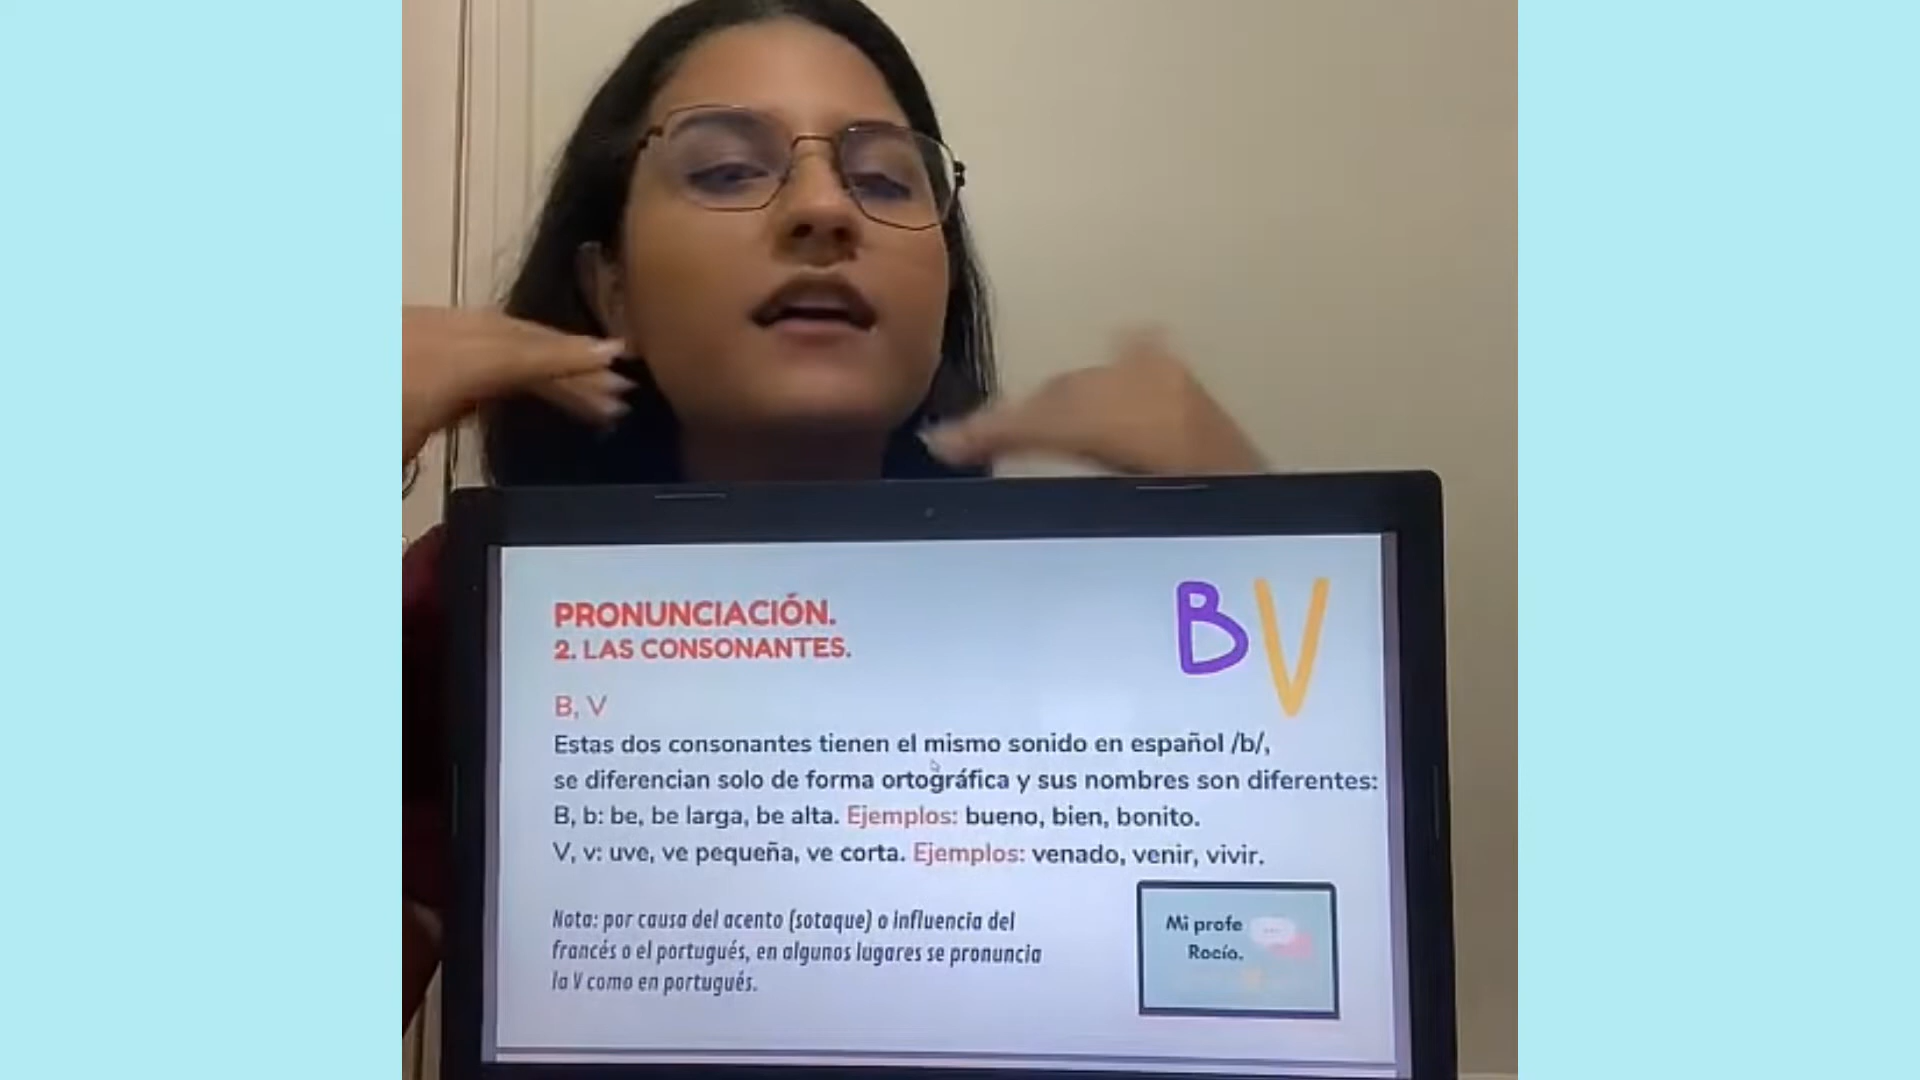 PRONUNCIACIÓN.
2. LAS CONSONANTES.
B V
B, V
Estas dos consonantes tienen el mismo sonido en español /b/,
se diferencian solo de forma ortográfica y sus nombres son diferentes:
B, b: be, be larga, be alta. Ejemplos: bueno, bien, bonito.
V, v: uve, ve pequeña, ve corta. Ejemplos: venado, venir, vivir.
Nota: por causa del acento (sotaque) o influencia del
francés o el portugués, en algunos lugares se pronuncia
la V como en portugués.
Mi profe
Rocío.